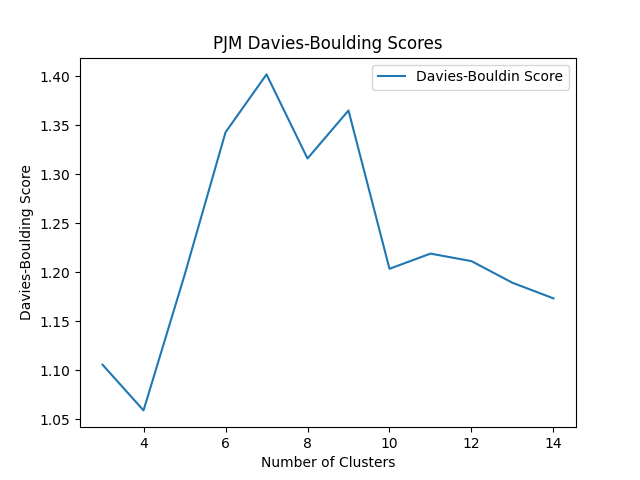 PJM Davies-Boulding Scores
Davies-Bouldin Score
Davies-Boulding Score
1.40
1.35
1.30
1.25
1.20
1.15
1.10
1.05
4 6 8 10 12 14
Number of Clusters